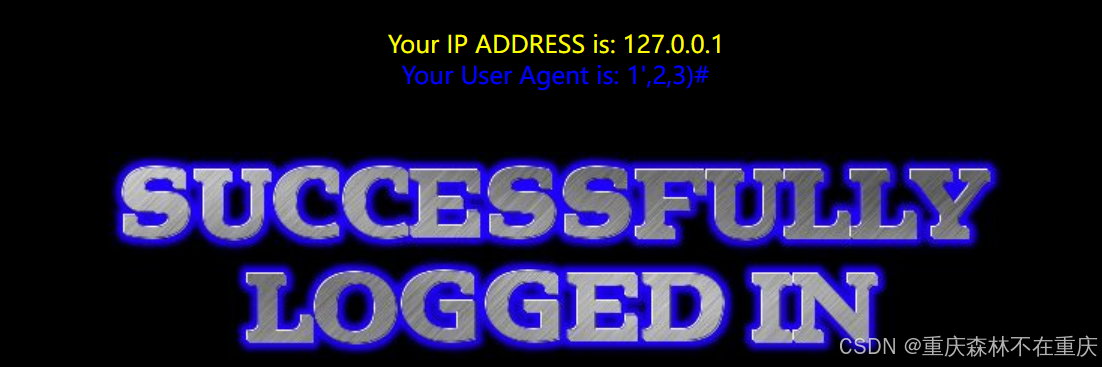 Your IP ADDRESS is: 127.0.0.1
Your User Agent is: 1',2,3)#
SUCCESSFULLY
LOGGED IN
CSDN @重庆森林不在重庆